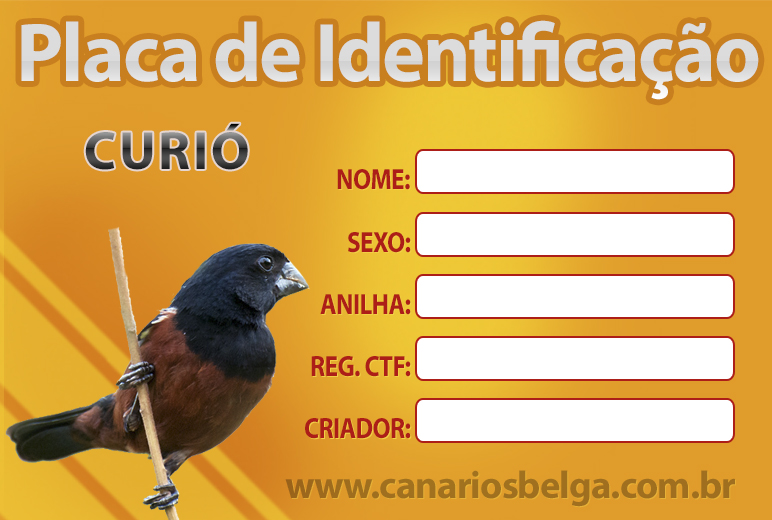 Placa de Identificação
CURIÓ
NOME:
SEXO:
ANILHA:
REG. CTF:
CRIADOR:
www.canariosbelga.com.br